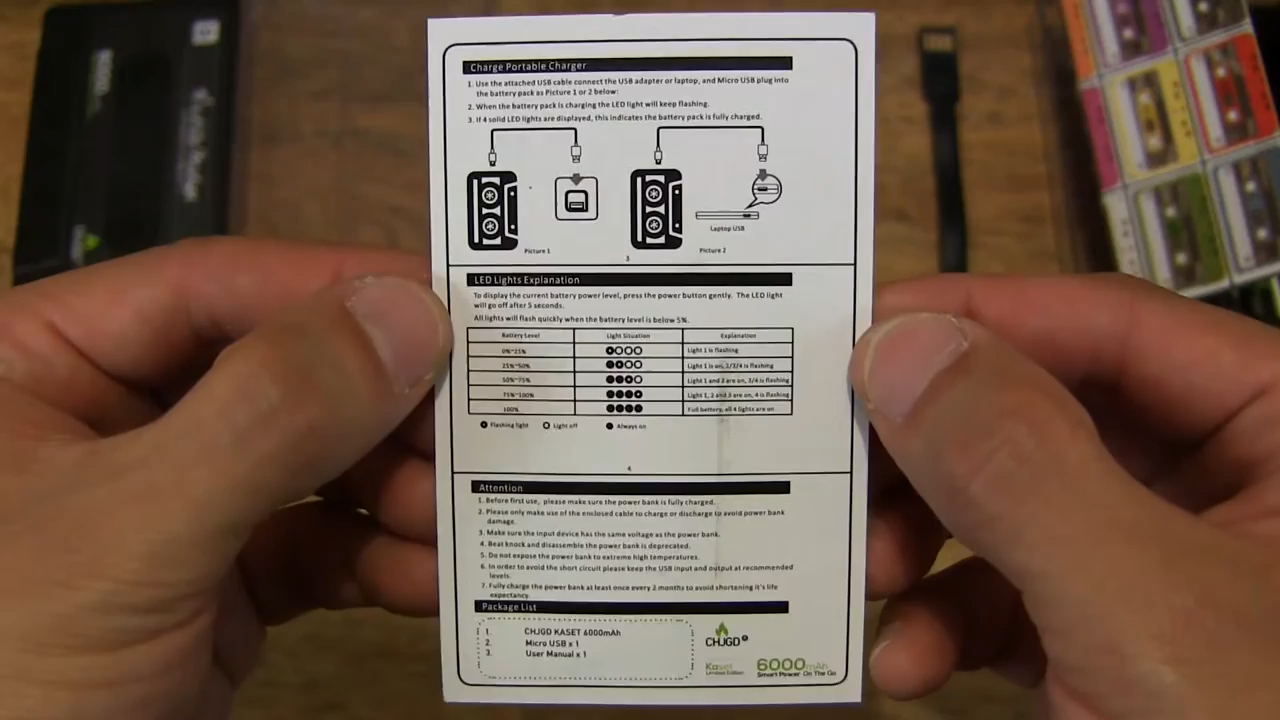 Charge Portable Charger
1. Use the attached USB cable connect the USB adapter or laptop, and Micro USB plug into
the battery pack as Picture 1 or 2 below:
2. When the battery pack is charging the LED light will keep flashing.
3. If 4 solid LED lights are displayed, this indicates the battery pack is fully charged.
Laptop USB
Picture 1
Picture 2
3
LED Lights Explanation
To display the current battery power level, press the power button gently. The LED light
will go off after 5 seconds.
All lights will flash quickly when the battery level is below 5%.
Battery Level Light Situation Explanation
0%~25% Light 1 is flashing
25%~50% Light 1 is on, 2/3/4 is flashing
50%~75% Light 1 and 2 are on, 3/4 is flashing
75%~100% Light 1, 2 and 3 are on, 4 is flashing
100% Full battery, all 4 lights are on
Flashing light Light off Always on
4
Attention
1. Before first use, please make sure the power bank is fully charged.
2. Please only make use of the enclosed cable to charge or discharge to avoid power bank
damage.
3. Make sure the input device has the same voltage as the power bank.
4. Beat knock and disassemble the power bank is deprecated.
5. Do not expose the power bank to extreme high temperatures.
6. In order to avoid the short circuit please keep the USB input and output at recommended
levels.
7. Fully charge the power bank at least once every 2 months to avoid shortening it's life
expectancy.
Package List
1. CHJGD KASET 6000mAh
2. Micro USB x 1
3. User Manual x 1
CHJGD
Kaset
Limited Edition
6000mAh
Smart Power On The Go